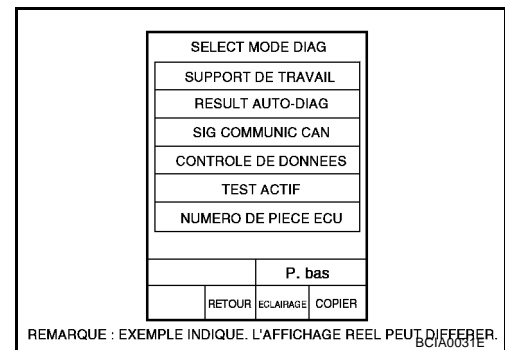 SELECT MODE DIAG
SUPPORT DE TRAVAIL
RESULT AUTO-DIAG
SIG COMMUNIC CAN
CONTROLE DE DONNEES
TEST ACTIF
NUMERO DE PIECE ECU
P. bas
RETOUR ECLAIRAGE COPIER
REMARQUE : EXEMPLE INDIQUE. L'AFFICHAGE REEL PEUT DIFFERER.
BCIA0031E